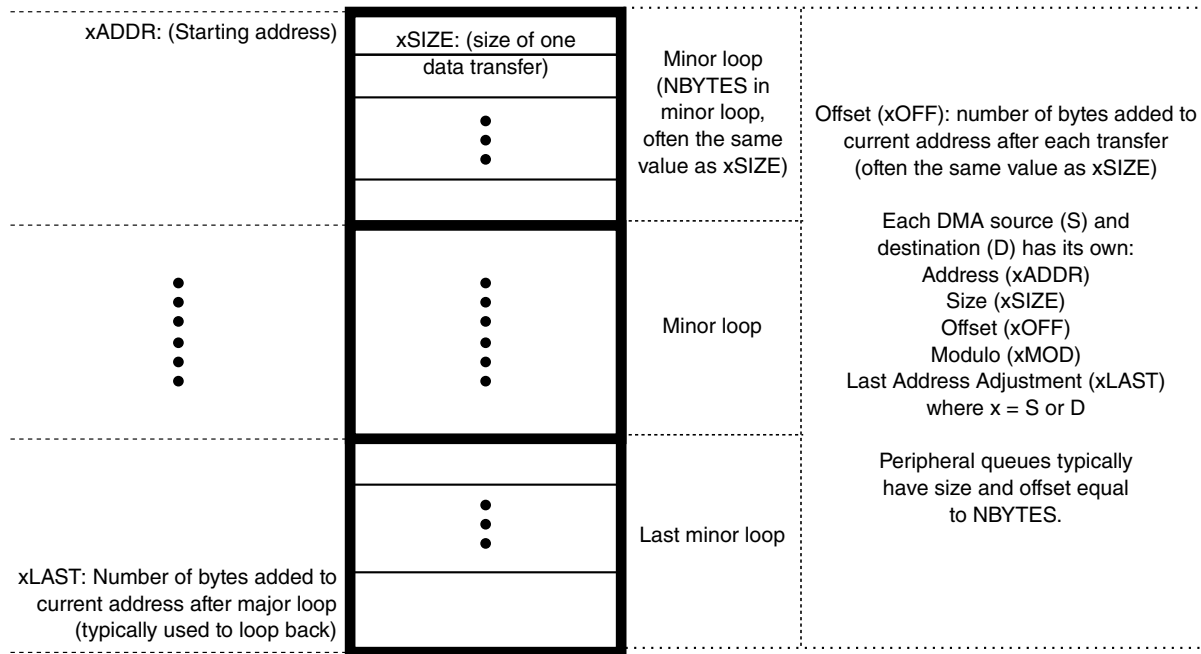 xADDR: (Starting address)
xSIZE: (size of one
data transfer)
Minor loop
(NBYTES in
minor loop,
often the same
value as xSIZE)
Offset (xOFF): number of bytes added to
current address after each transfer
(often the same value as xSIZE)
Each DMA source (S) and
destination (D) has its own:
Address (xADDR)
Size (xSIZE)
Offset (xOFF)
Modulo (xMOD)
Last Address Adjustment (xLAST)
where x = S or D
Peripheral queues typically
have size and offset equal
to NBYTES.
Minor loop
Last minor loop
xLAST: Number of bytes added to
current address after major loop
(typically used to loop back)